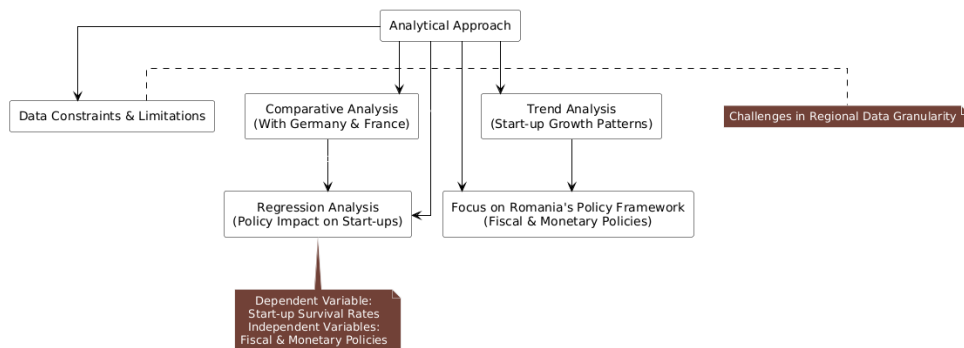 Analytical Approach
Data Constraints & Limitations
Comparative Analysis
(With Germany & France)
Trend Analysis
(Start-up Growth Patterns)
Challenges in Regional Data Granularity
Regression Analysis
(Policy Impact on Start-ups)
Focus on Romania's Policy Framework
(Fiscal & Monetary Policies)
Dependent Variable:
Start-up Survival Rates
Independent Variables:
Fiscal & Monetary Policies